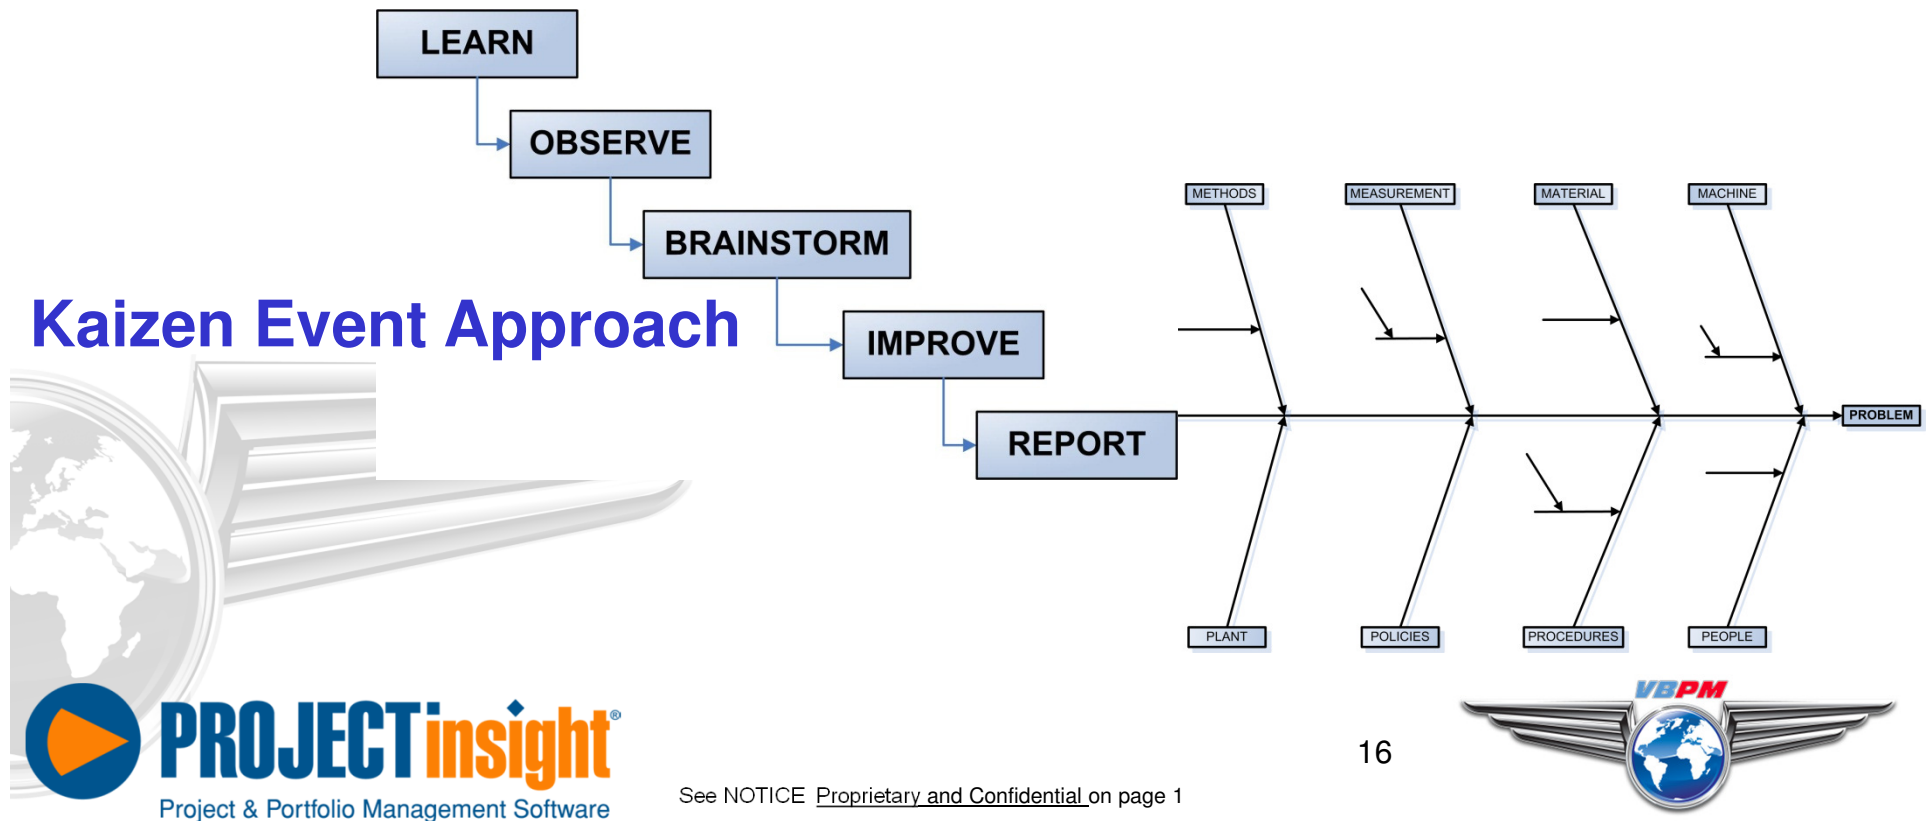 LEARN
OBSERVE
BRAINSTORM
IMPROVE
REPORT
Kaizen Event Approach
METHODS
MEASUREMENT
MATERIAL
MACHINE
PROBLEM
PLANT
POLICIES
PROCEDURES
PEOPLE
PROJECTinsight®
Project & Portfolio Management Software
See NOTICE Proprietary and Confidential on page 1
16
VBPM